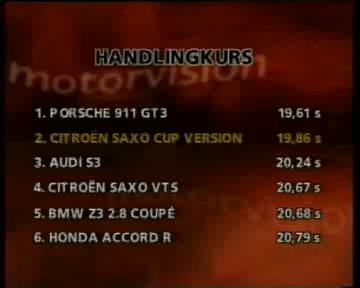 HANDLINGKURS
motorvision
1. PORSCHE 911 GT3 19,61 s
2. CITROËN SAXO CUP VERSION 19,86 s
3. AUDI S3 20,24 s
4. CITROËN SAXO VTS 20,67 s
5. BMW Z3 2.8 COUPÉ 20,68 s
6. HONDA ACCORD R 20,79 s
motorvision